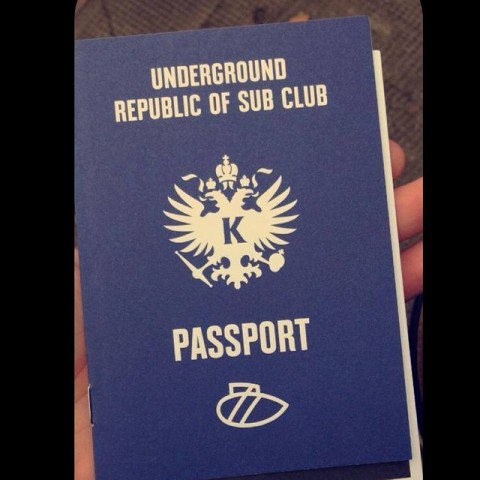 UNDERGROUND
REPUBLIC OF SUB CLUB
K
PASSPORT